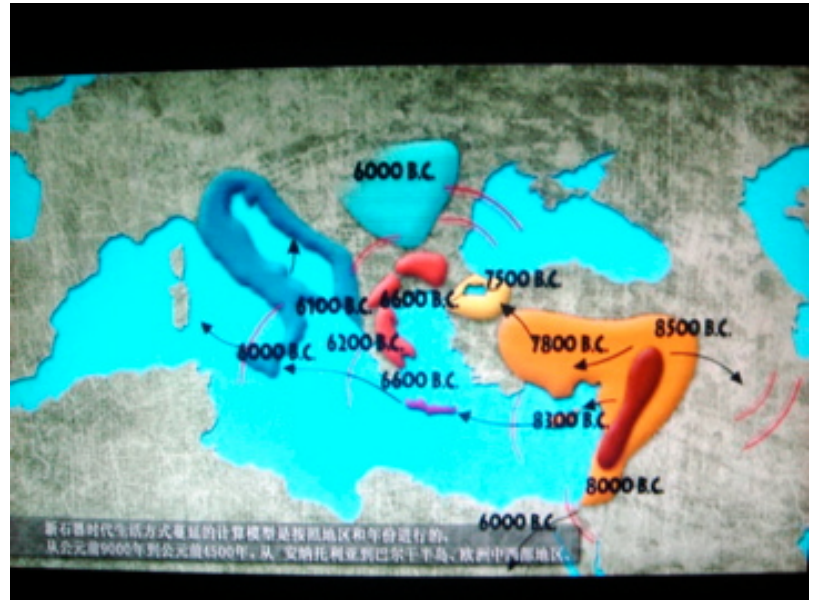 6000 B.C.
7500 B.C.
6100 B.C.
6600 B.C.
8500 B.C.
6000 B.C.
6200 B.C.
7800 B.C.
6600 B.C.
8300 B.C.
8000 B.C.
6000 B.C.
新石器时代生活方式蔓延的计算模型是按照地区和年份进行的。
从公元前9000年到公元前4500年，从 安纳托利亚到巴尔干半岛、欧洲中西部地区。